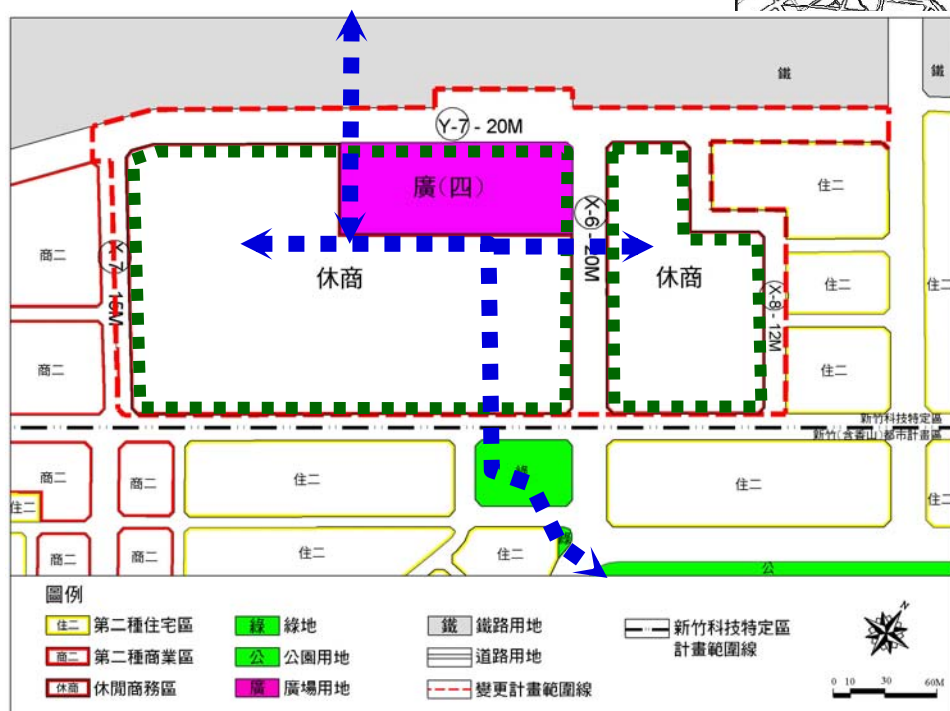 鐵
鐵
Y-7 - 20M
廣(四)
住二
X-6 - 20M
商二
X-7 - 15M
休商
休商
住二
住二
X-8 - 12M
商二
住二
新竹科技特定區
新竹(含香山)都市計畫區
商二
商二
住二
綠
住二
住二
住二
商二
商二
住二
住二
綠
公
圖例
住二 第二種住宅區
綠 綠地
鐵 鐵路用地
新竹科技特定區
計畫範圍線
商二 第二種商業區
公 公園用地
道路用地
休商 休閒商務區
廣 廣場用地
變更計畫範圍線
N
0 10 30 60M